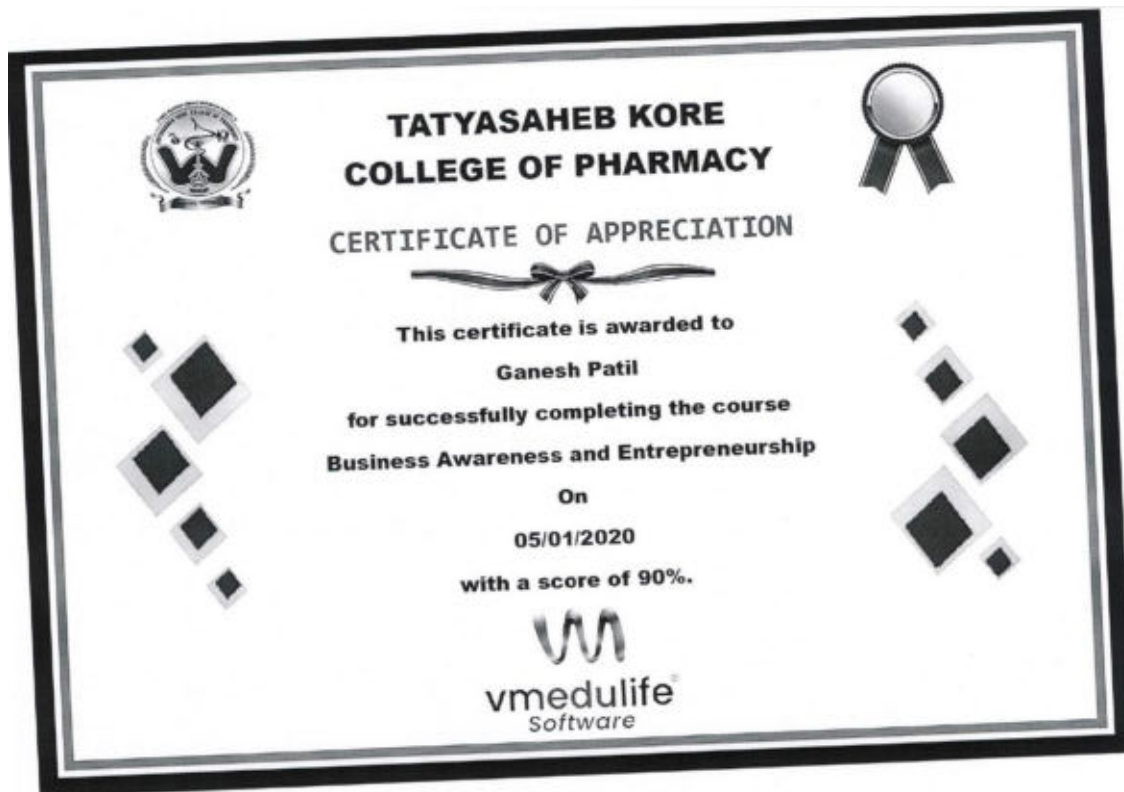 TATYASAHEB KORE
COLLEGE OF PHARMACY
CERTIFICATE OF APPRECIATION
This certificate is awarded to
Ganesh Patil
for successfully completing the course
Business Awareness and Entrepreneurship
On
05/01/2020
with a score of 90%.
vmedulife®
Software